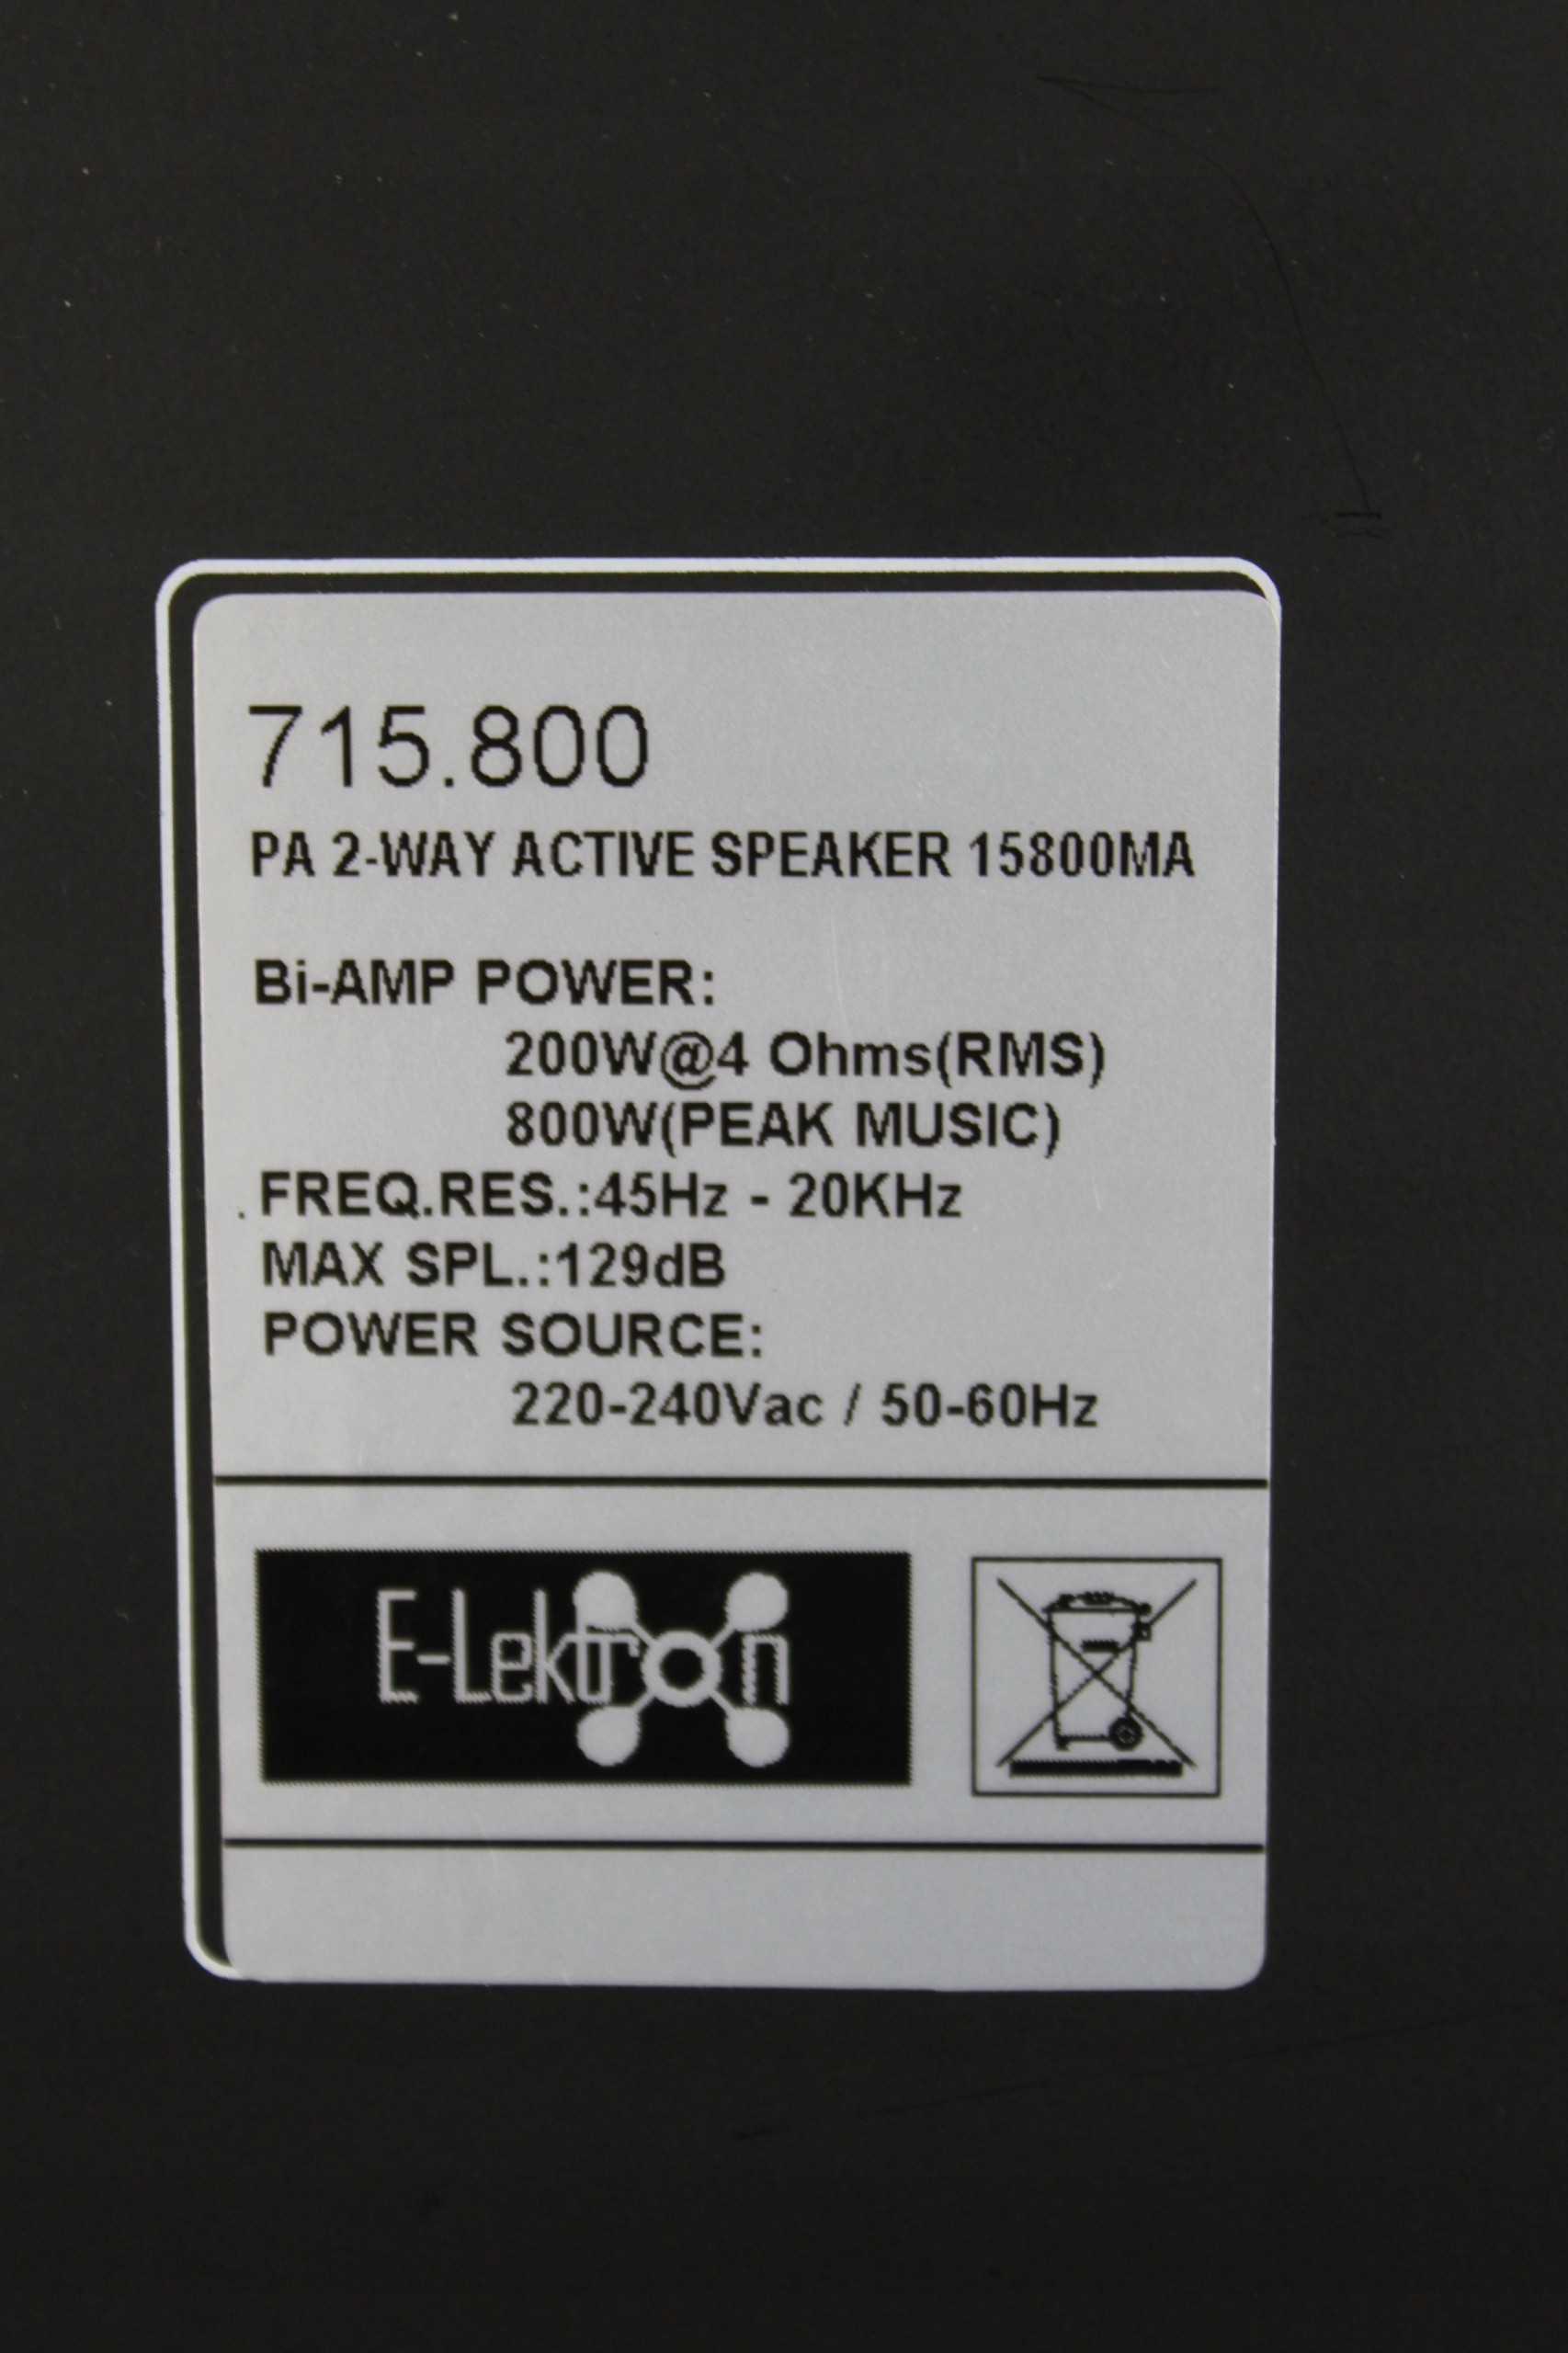 715.800
PA 2-WAY ACTIVE SPEAKER 15800MA
Bi-AMP POWER:
200W@4 Ohms(RMS)
800W(PEAK MUSIC)
FREQ.RES.:45Hz - 20KHz
MAX SPL.:129dB
POWER SOURCE:
220-240Vac / 50-60Hz
E-Lektron